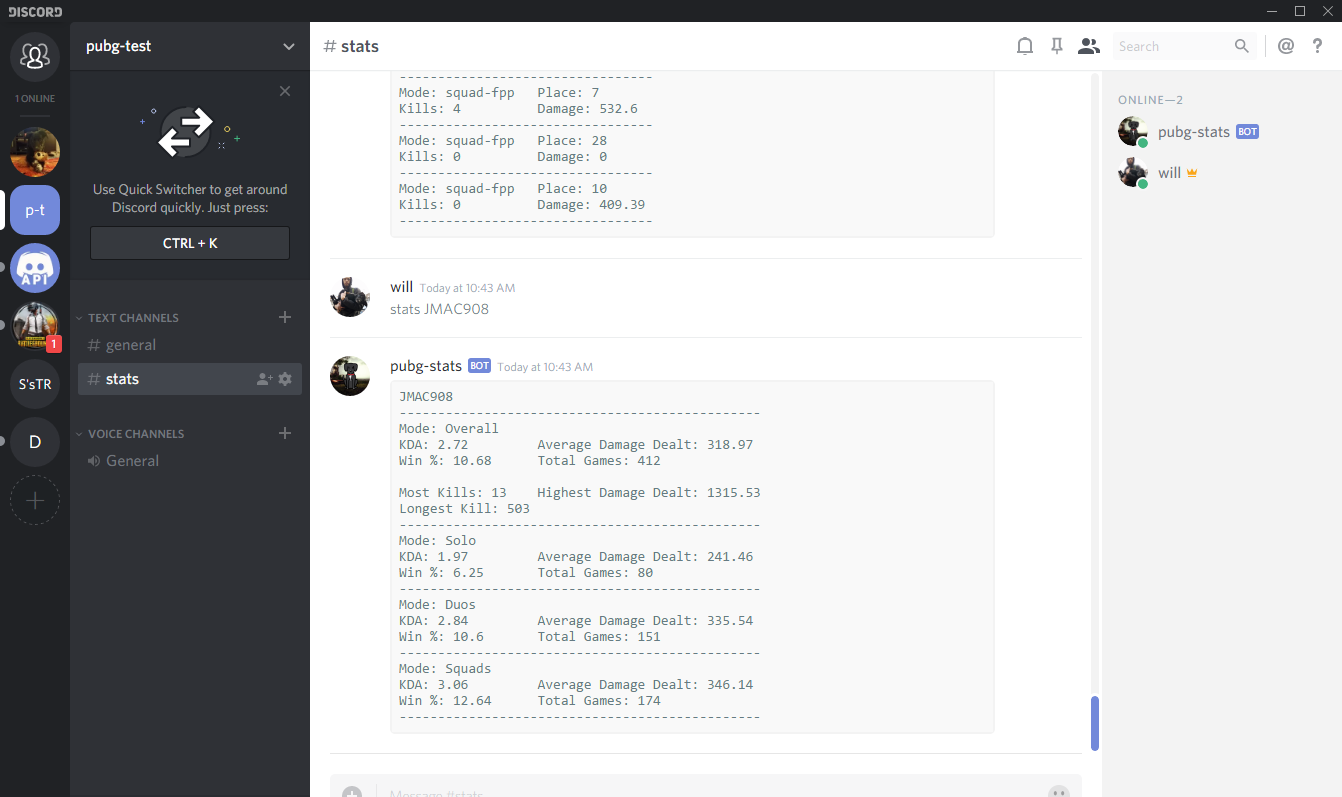 DISCORD
1 ONLINE
p-t
API
1
S'sTR
D
pubg-test
Use Quick Switcher to get around
Discord quickly. Just press:
CTRL + K
TEXT CHANNELS
# general
# stats
VOICE CHANNELS
General
# stats
Search
@ ?
---------------------------------
Mode: squad-fpp Place: 7
Kills: 4 Damage: 532.6
---------------------------------
Mode: squad-fpp Place: 28
Kills: 0 Damage: 0
---------------------------------
Mode: squad-fpp Place: 10
Kills: 0 Damage: 409.39
---------------------------------
will Today at 10:43 AM
stats JMAC908
pubg-stats BOT Today at 10:43 AM
JMAC908
-----------------------------------------------
Mode: Overall
KDA: 2.72 Average Damage Dealt: 318.97
Win %: 10.68 Total Games: 412
Most Kills: 13 Highest Damage Dealt: 1315.53
Longest Kill: 503
-----------------------------------------------
Mode: Solo
KDA: 1.97 Average Damage Dealt: 241.46
Win %: 6.25 Total Games: 80
-----------------------------------------------
Mode: Duos
KDA: 2.84 Average Damage Dealt: 335.54
Win %: 10.6 Total Games: 151
-----------------------------------------------
Mode: Squads
KDA: 3.06 Average Damage Dealt: 346.14
Win %: 12.64 Total Games: 174
-----------------------------------------------
Message #stats
ONLINE—2
pubg-stats BOT
will